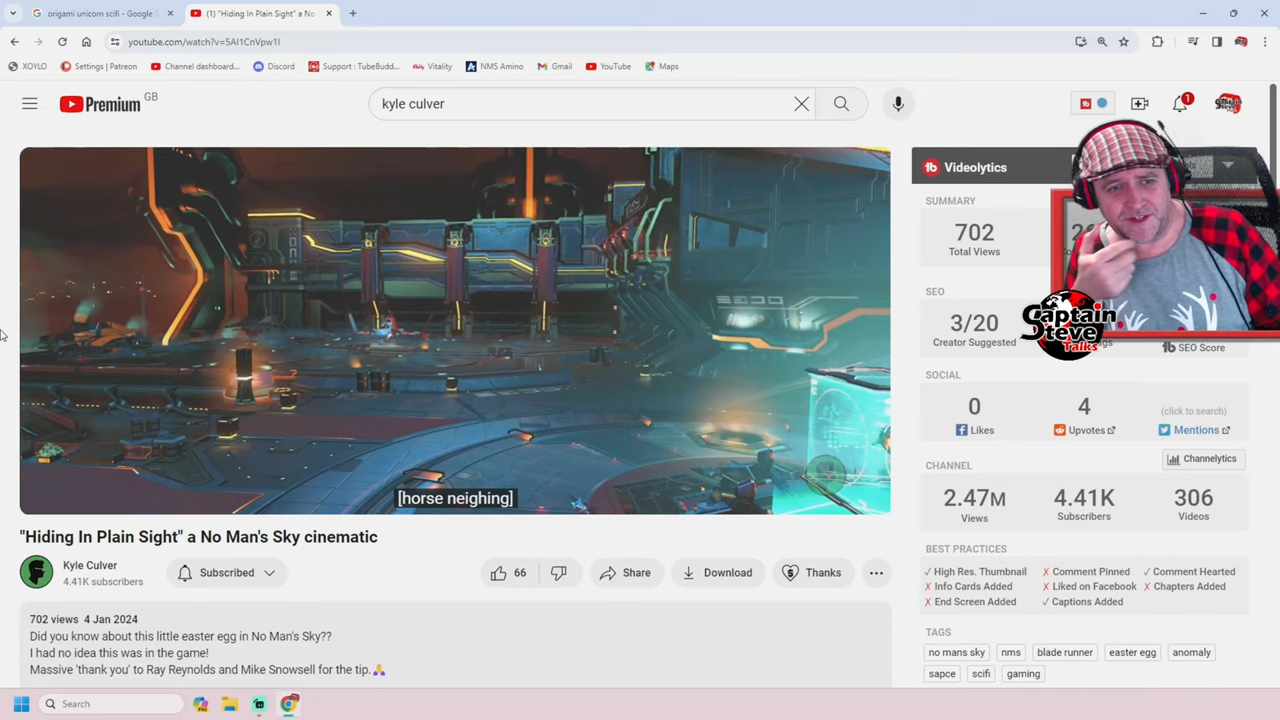 origami unicorn scifi - Google S
(1) "Hiding In Plain Sight" a No
youtube.com/watch?v=5Al1CnVpw1I
XOYLO
Settings | Patreon
Channel dashboard...
Discord
Support : TubeBudd...
Vitality
NMS Amino
Gmail
YouTube
Maps
Premium GB
kyle culver
1
Captain Steve
tb Videolytics
SUMMARY
702
Total Views
SEO
3/20
Creator Suggested
tb SEO Score
Captain Steve Talks
SOCIAL
0
Likes
4
Upvotes
(click to search)
Mentions
Channelytics
CHANNEL
2.47M
Views
4.41K
Subscribers
306
Videos
BEST PRACTICES
✓ High Res. Thumbnail
✗ Comment Pinned
✓ Comment Hearted
✗ Info Cards Added
✗ Liked on Facebook
✗ Chapters Added
✗ End Screen Added
✓ Captions Added
TAGS
no mans sky
nms
blade runner
easter egg
anomaly
sapce
scifi
gaming
[horse neighing]
"Hiding In Plain Sight" a No Man's Sky cinematic
Kyle Culver
4.41K subscribers
Subscribed
66
Share
Download
Thanks
702 views 4 Jan 2024
Did you know about this little easter egg in No Man's Sky??
I had no idea this was in the game!
Massive 'thank you' to Ray Reynolds and Mike Snowsell for the tip.🙏
Search